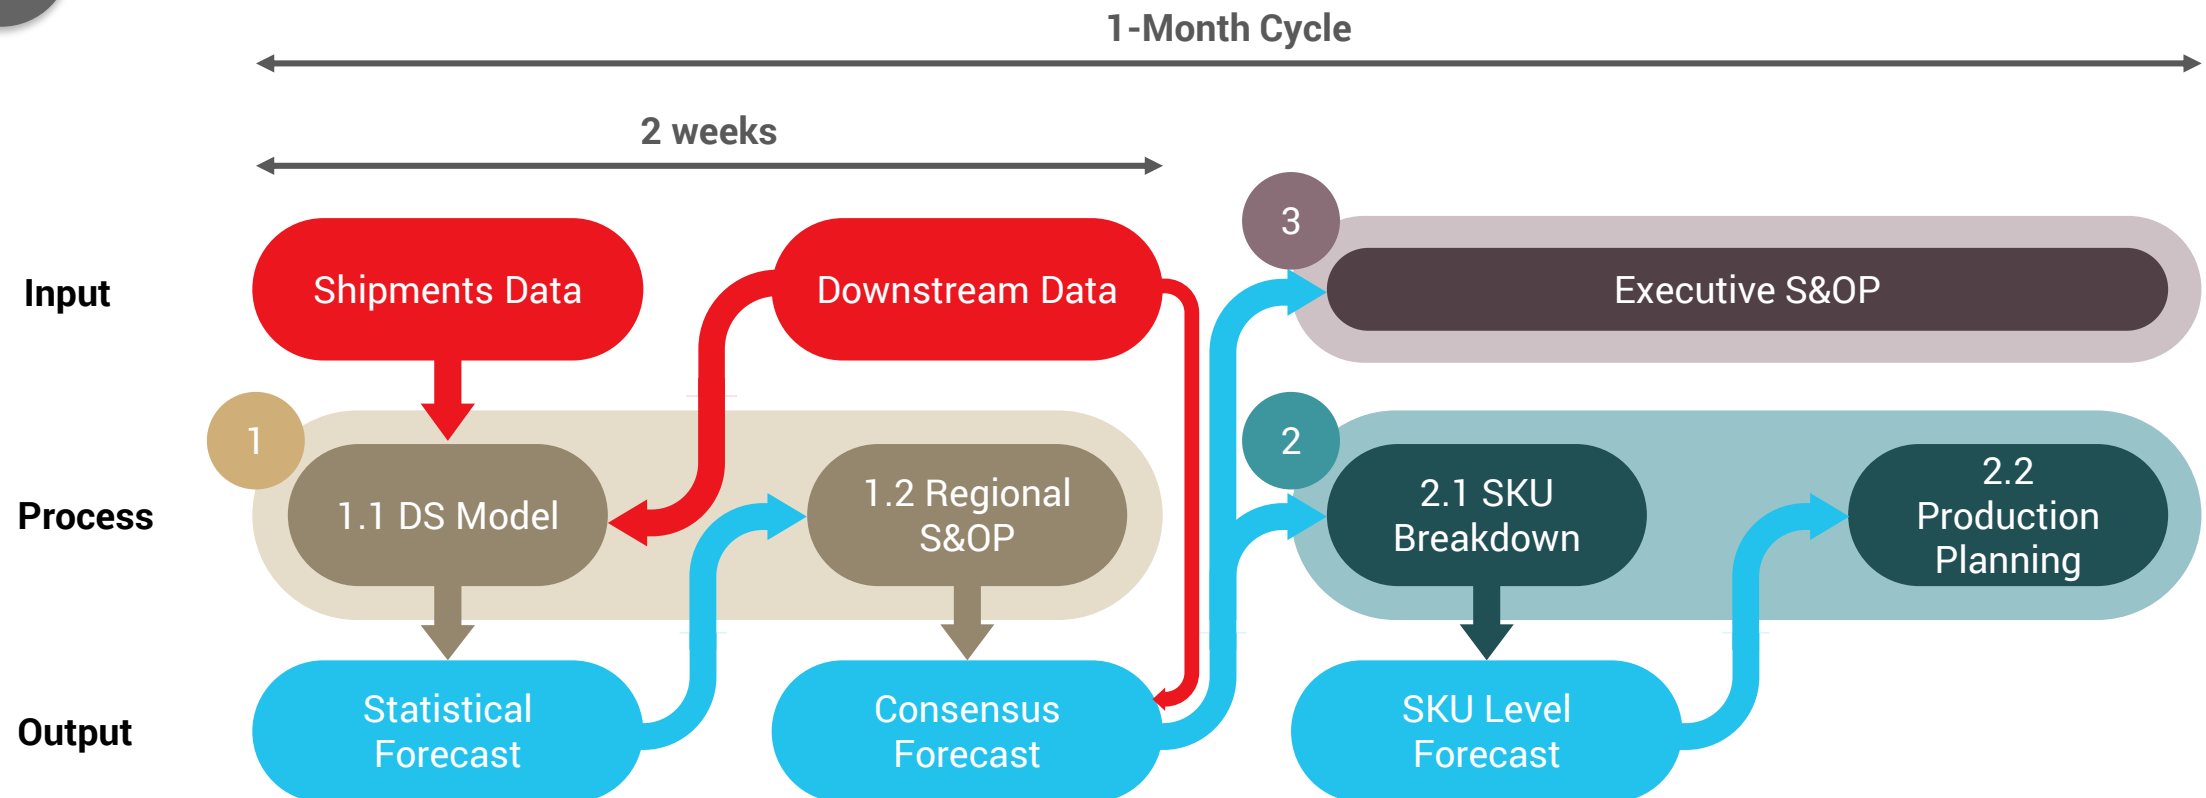 1-Month Cycle
2 weeks
Input
Shipments Data
Downstream Data
3
Executive S&OP
Process
1
1.1 DS Model
1.2 Regional
S&OP
2
2.1 SKU
Breakdown
2.2
Production
Planning
Output
Statistical
Forecast
Consensus
Forecast
SKU Level
Forecast